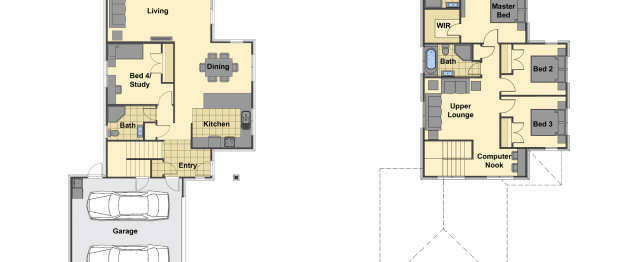 Living
Bed 4/
Study
Dining
Bath
Kitchen
Entry
Garage
Master
Bed
WIR
Bath
Bed 2
Upper
Lounge
Bed 3
Computer
Nook